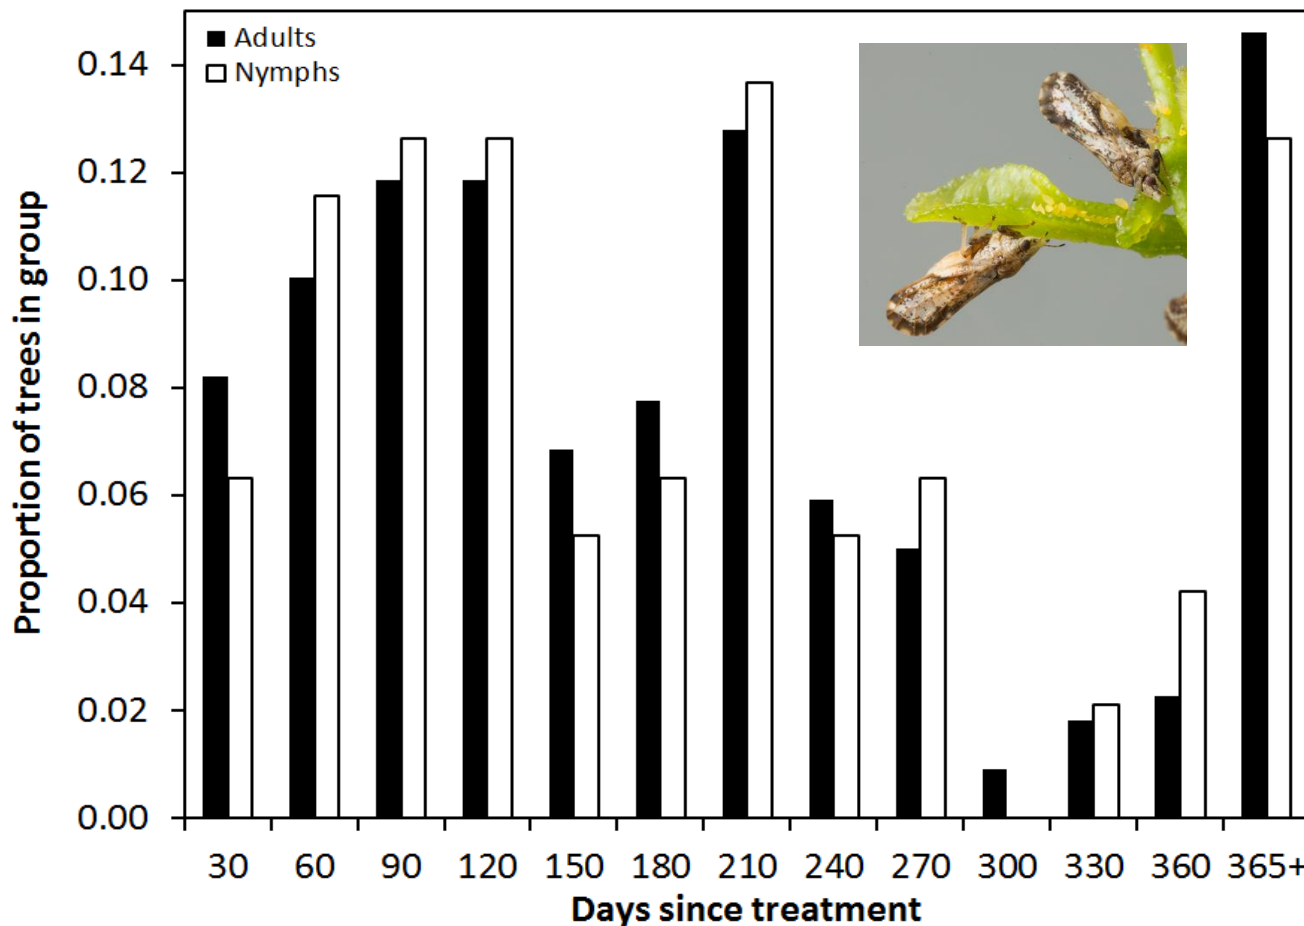 Adults
Nymphs
0.14
0.12
0.10
0.08
0.06
0.04
0.02
0.00
Proportion of trees in group
30 60 90 120 150 180 210 240 270 300 330 360 365+
Days since treatment